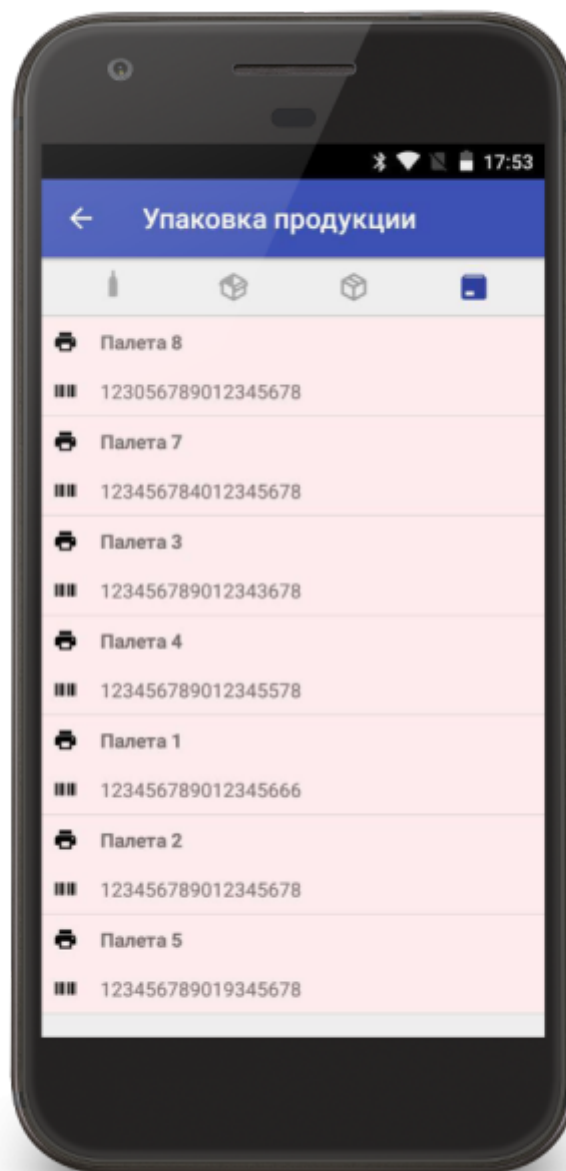 17:53
Упаковка продукции
Палета 8
123056789012345678
Палета 7
123456784012345678
Палета 3
123456789012343678
Палета 4
123456789012345578
Палета 1
123456789012345666
Палета 2
123456789012345678
Палета 5
123456789019345678